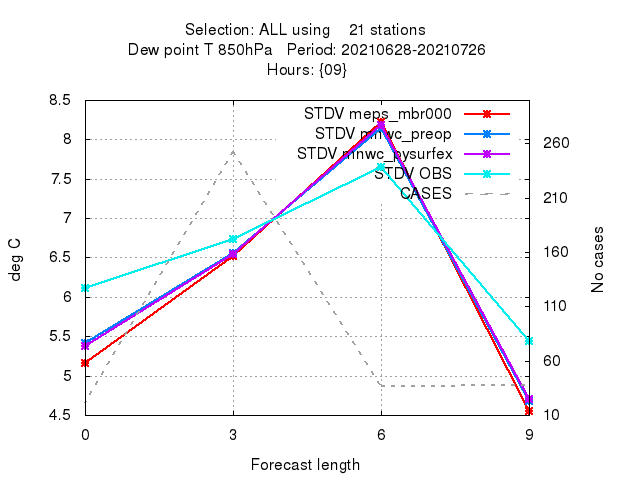 Selection: ALL using    21 stations
Dew point T 850hPa   Period: 20210628-20210726
Hours: {09}
8.5
8
7.5
7
6.5
6
5.5
5
4.5
deg C
STDV meps_mbr000
STDV mnwc_preop
STDV mnwc_pysurfex
STDV OBS
CASES
260
210
160
110
60
10
No cases
0 3 6 9
Forecast length